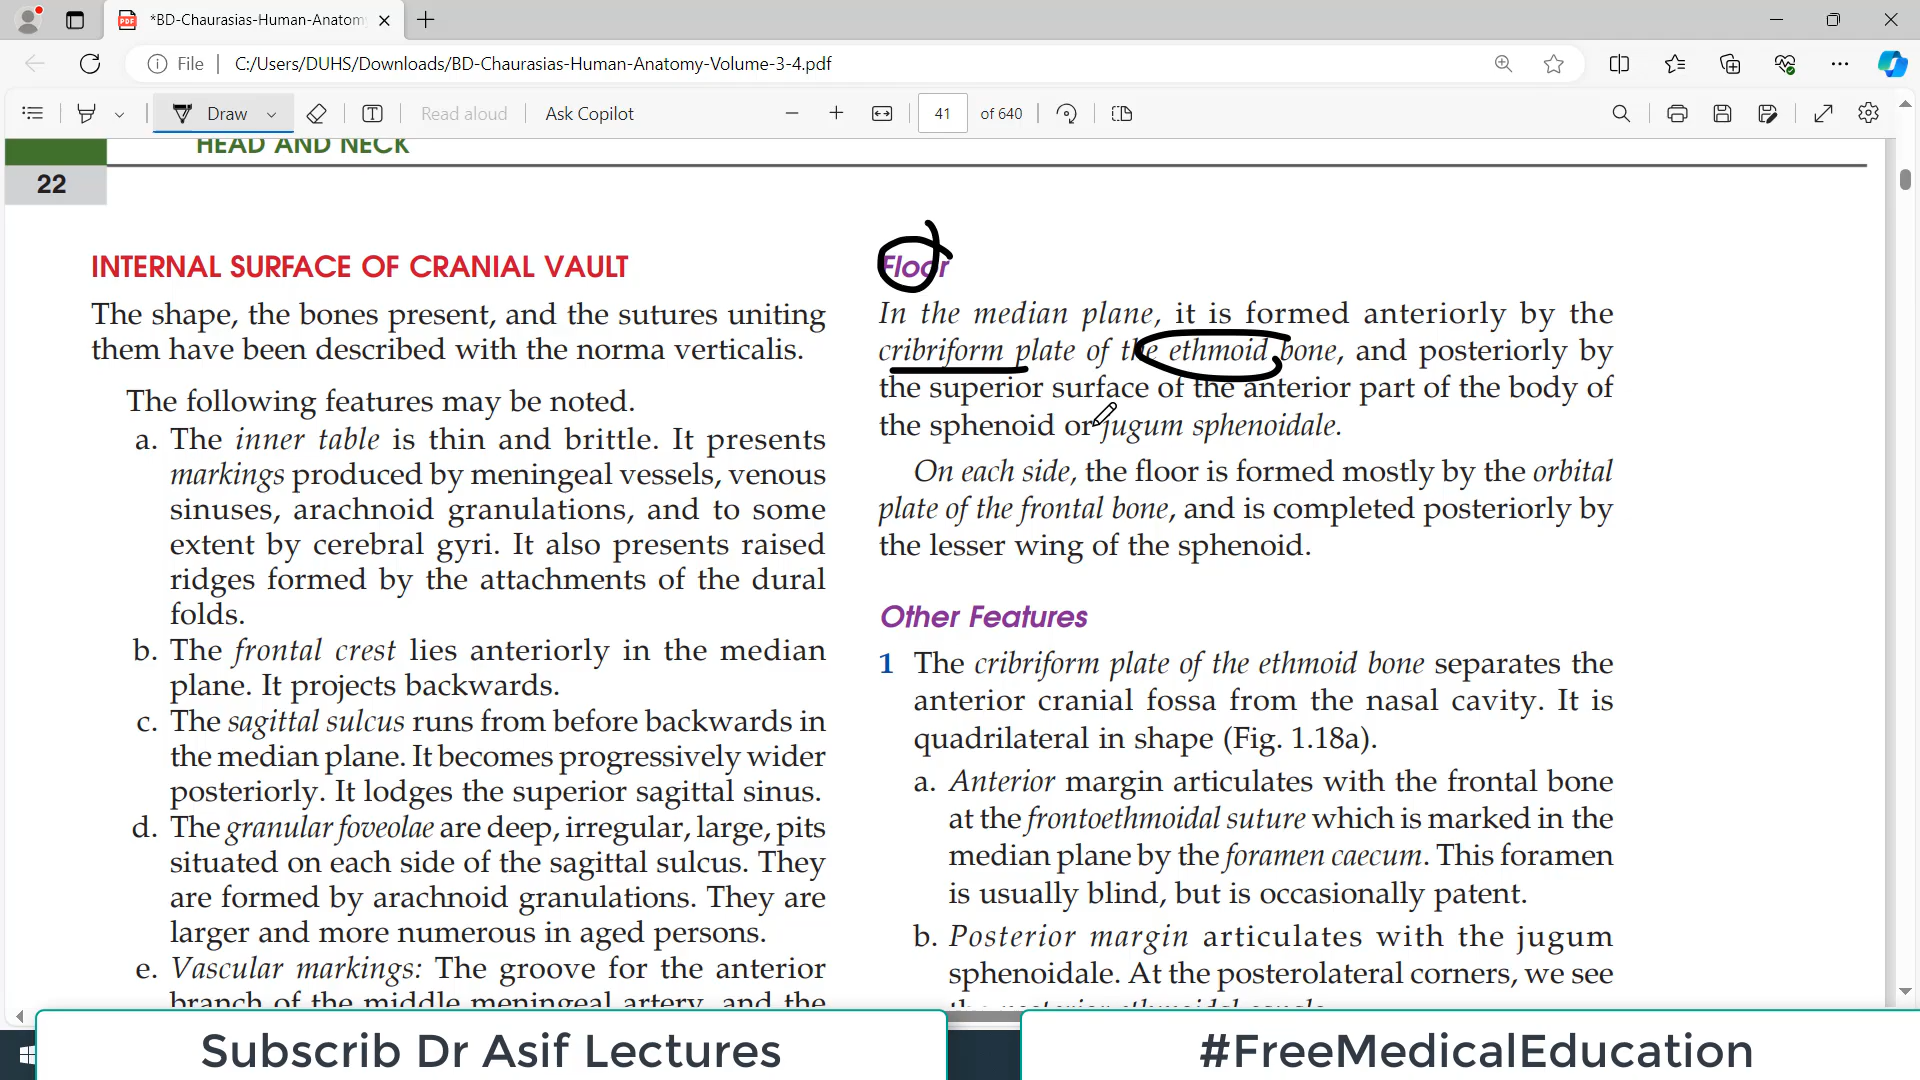 *BD-Chaurasias-Human-Anatom
File
C:/Users/DUHS/Downloads/BD-Chaurasias-Human-Anatomy-Volume-3-4.pdf
Draw
Read aloud
Ask Copilot
41
of 640
HEAD AND NECK
22
INTERNAL SURFACE OF CRANIAL VAULT
The shape, the bones present, and the sutures uniting
them have been described with the norma verticalis.
The following features may be noted.
a. The inner table is thin and brittle. It presents
markings produced by meningeal vessels, venous
sinuses, arachnoid granulations, and to some
extent by cerebral gyri. It also presents raised
ridges formed by the attachments of the dural
folds.
b. The frontal crest lies anteriorly in the median
plane. It projects backwards.
c. The sagittal sulcus runs from before backwards in
the median plane. It becomes progressively wider
posteriorly. It lodges the superior sagittal sinus.
d. The granular foveolae are deep, irregular, large, pits
situated on each side of the sagittal sulcus. They
are formed by arachnoid granulations. They are
larger and more numerous in aged persons.
e. Vascular markings: The groove for the anterior
branch of the middle meningeal artery, and the
Floor
In the median plane, it is formed anteriorly by the
cribriform plate of the ethmoid bone, and posteriorly by
the superior surface of the anterior part of the body of
the sphenoid or jugum sphenoidale.
On each side, the floor is formed mostly by the orbital
plate of the frontal bone, and is completed posteriorly by
the lesser wing of the sphenoid.
Other Features
1 The cribriform plate of the ethmoid bone separates the
anterior cranial fossa from the nasal cavity. It is
quadrilateral in shape (Fig. 1.18a).
a. Anterior margin articulates with the frontal bone
at the frontoethmoidal suture which is marked in the
median plane by the foramen caecum. This foramen
is usually blind, but is occasionally patent.
b. Posterior margin articulates with the jugum
sphenoidale. At the posterolateral corners, we see
the posterior ethmoidal canals.
Subscrib Dr Asif Lectures
#FreeMedicalEducation